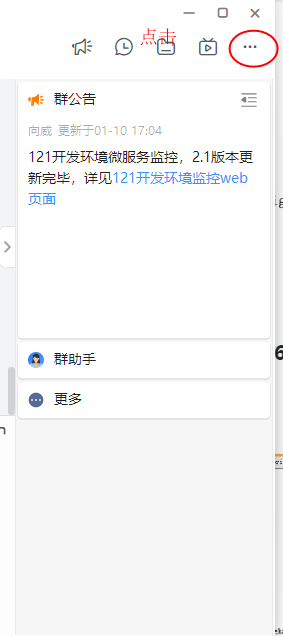 点击
群公告
向威 更新于01-10 17:04
121开发环境微服务监控，2.1版本更
新完毕，详见121开发环境监控web
页面
群助手
更多